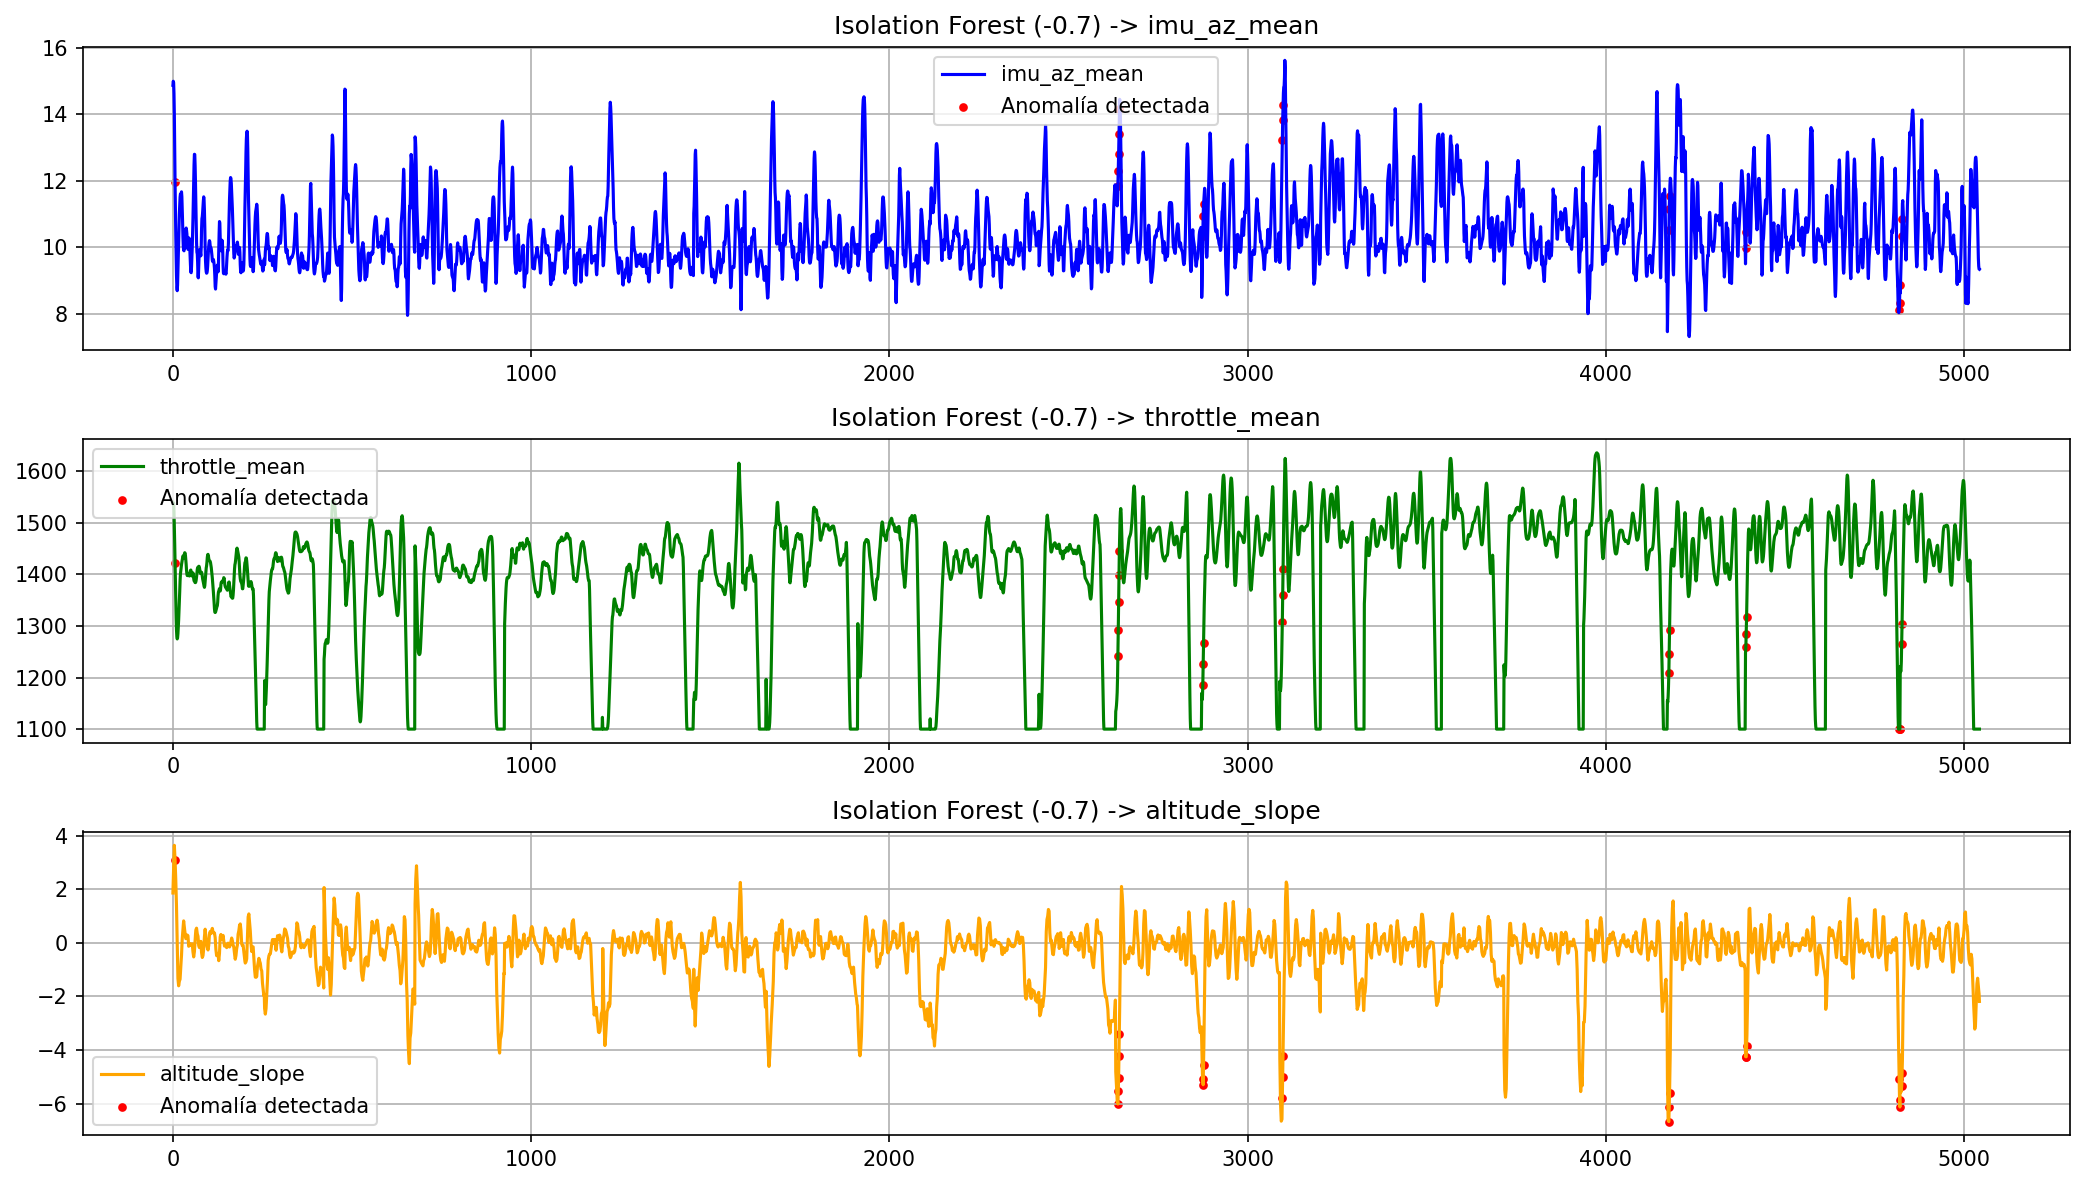 Isolation Forest (-0.7) -> imu_az_mean
16
14
12
10
8
imu_az_mean
Anomalía detectada
0 1000 2000 3000 4000 5000
Isolation Forest (-0.7) -> throttle_mean
1600
1500
1400
1300
1200
1100
throttle_mean
Anomalía detectada
0 1000 2000 3000 4000 5000
Isolation Forest (-0.7) -> altitude_slope
4
2
0
−2
−4
−6
altitude_slope
Anomalía detectada
0 1000 2000 3000 4000 5000